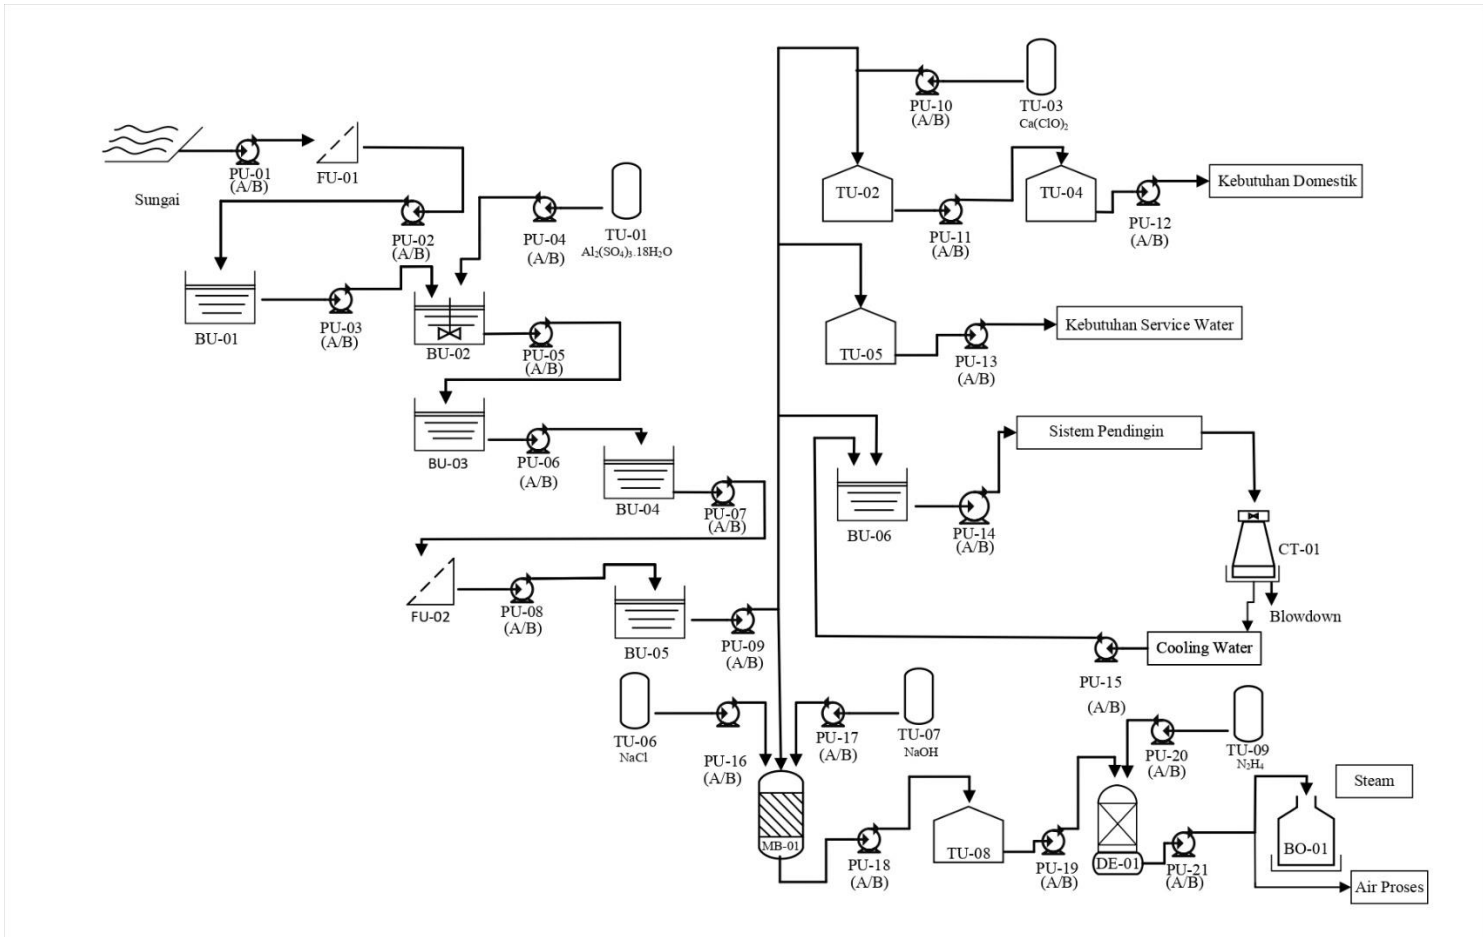 PU-10
(A/B)
TU-03
Ca(ClO)₂
Sungai
PU-01
(A/B)
FU-01
PU-02
(A/B)
PU-04
(A/B)
TU-01
Al₂(SO₄)₃.18H₂O
TU-02
PU-11
(A/B)
TU-04
PU-12
(A/B)
Kebutuhan Domestik
BU-01
PU-03
(A/B)
BU-02
PU-05
(A/B)
TU-05
PU-13
(A/B)
Kebutuhan Service Water
BU-03
PU-06
(A/B)
BU-04
PU-07
(A/B)
BU-06
PU-14
(A/B)
Sistem Pendingin
CT-01
Blowdown
FU-02
PU-08
(A/B)
BU-05
PU-09
(A/B)
Cooling Water
PU-15
(A/B)
TU-06
NaCl
PU-16
(A/B)
PU-17
(A/B)
TU-07
NaOH
PU-20
(A/B)
TU-09
N₂H₄
MB-01
PU-18
(A/B)
TU-08
PU-19
(A/B)
DE-01
PU-21
(A/B)
BO-01
Steam
Air Proses